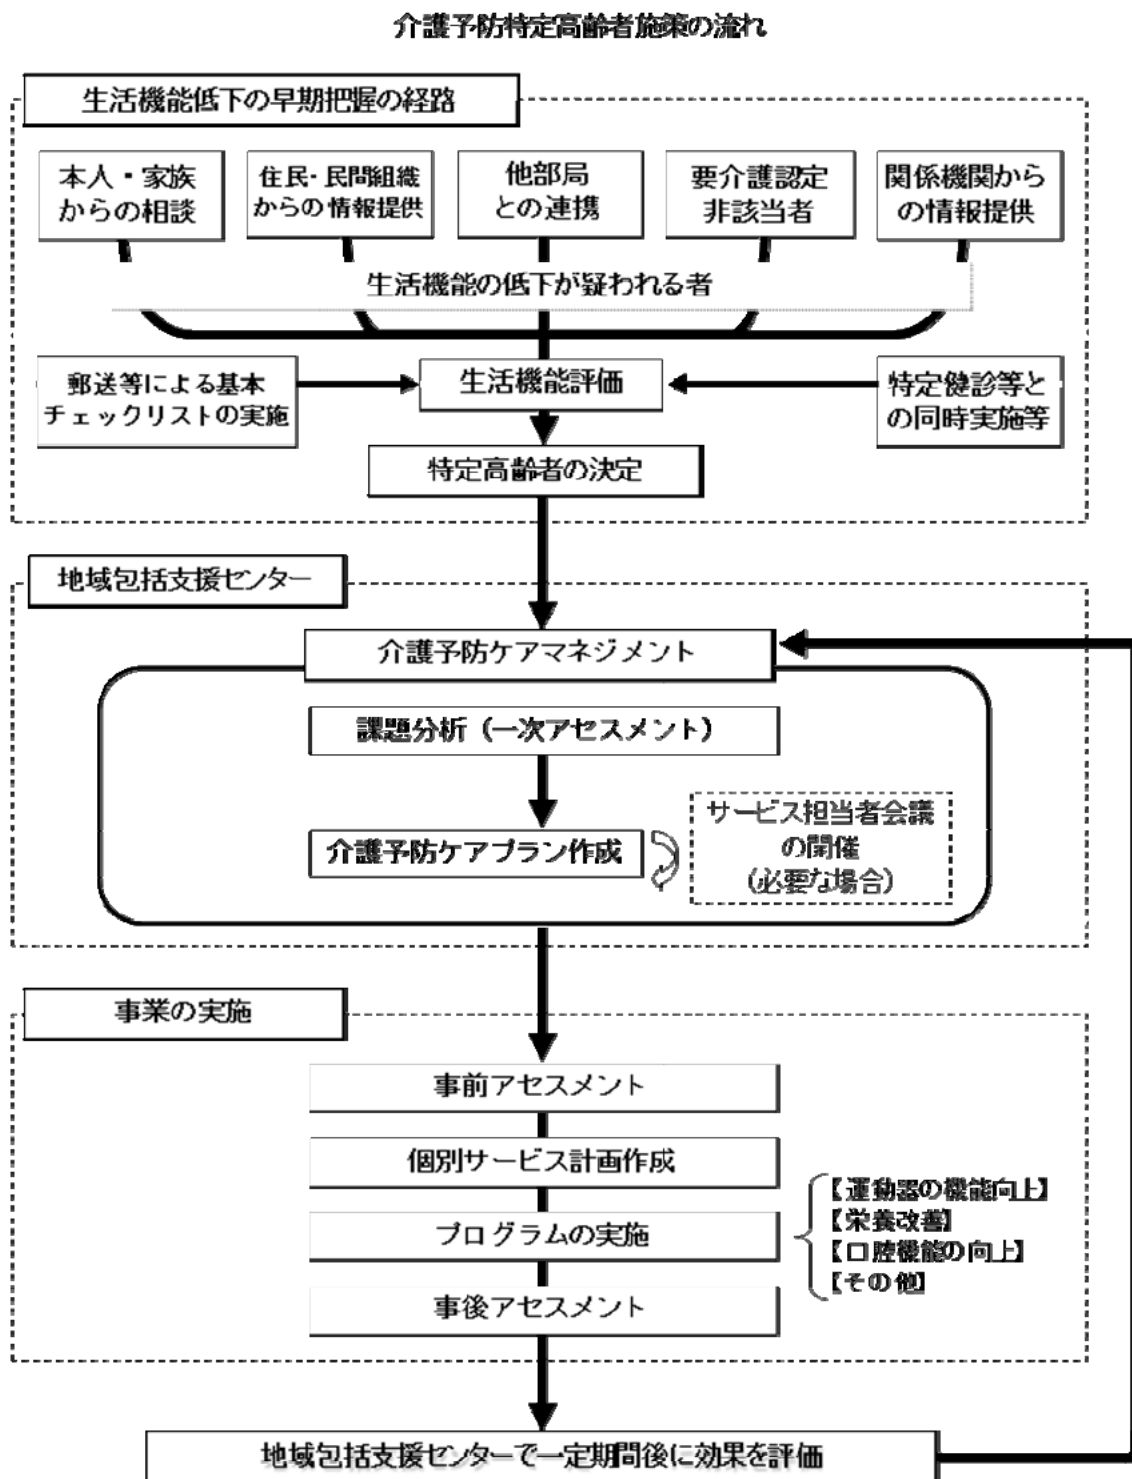 介護予防特定高齢者施策の流れ
生活機能低下の早期把握の経路
本人・家族
からの相談
住民・民間組織
からの情報提供
他部局
との連携
要介護認定
非該当者
関係機関から
の情報提供
生活機能の低下が疑われる者
郵送等による基本
チェックリストの実施
生活機能評価
特定健診等と
の同時実施等
特定高齢者の決定
地域包括支援センター
介護予防ケアマネジメント
課題分析（一次アセスメント）
介護予防ケアプラン作成
サービス担当者会議
の開催
（必要な場合）
事業の実施
事前アセスメント
個別サービス計画作成
プログラムの実施
【運動器の機能向上】
【栄養改善】
【口腔機能の向上】
【その他】
事後アセスメント
地域包括支援センターで一定期間後に効果を評価